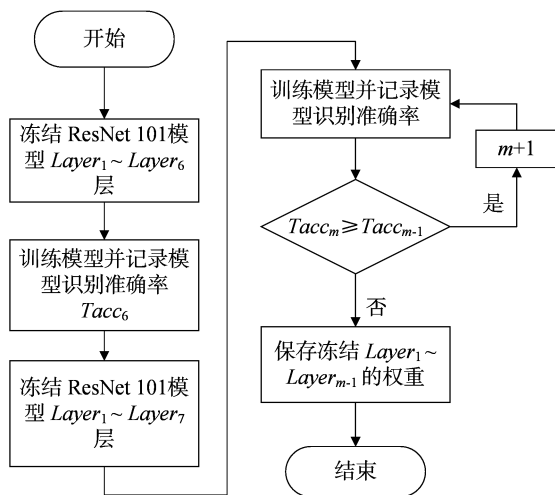 开始
冻结 ResNet 101模
型 Layer₁ ~ Layer₆
层
训练模型并记录模
型识别准确率
Tacc₆
冻结 ResNet 101模
型 Layer₁ ~ Layer₇
层
训练模型并记录模
型识别准确率
m+1
Taccₘ ⩾ Taccₘ₋₁
是
否
保存冻结 Layer₁ ~
Layerₘ₋₁ 的权重
结束